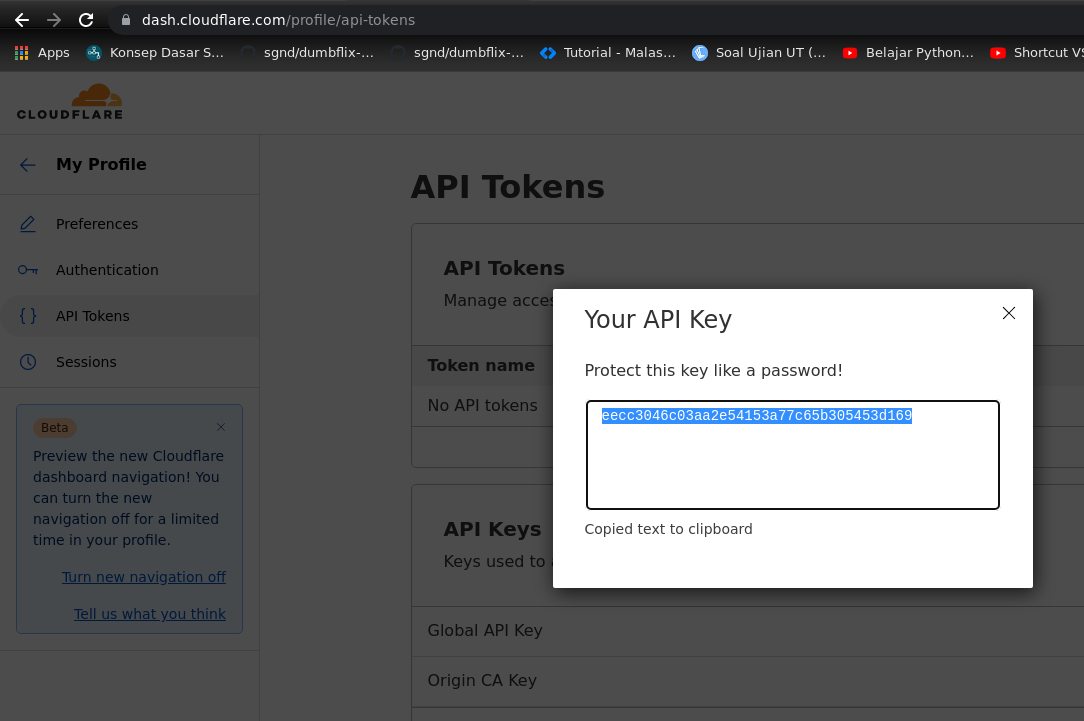 dash.cloudflare.com/profile/api-tokens
Apps
Konsep Dasar S...
sgnd/dumbflix-...
sgnd/dumbflix-...
Tutorial - Malas...
Soal Ujian UT (...
Belajar Python...
Shortcut VS
CLOUDFLARE
My Profile
Preferences
Authentication
{ } API Tokens
Sessions
Beta
Preview the new Cloudflare
dashboard navigation! You
can turn the new
navigation off for a limited
time in your profile.
Turn new navigation off
Tell us what you think
API Tokens
API Tokens
Manage acces
Token name
No API tokens
API Keys
Keys used to
Global API Key
Origin CA Key
Your API Key
Protect this key like a password!
eecc3046c03aa2e54153a77c65b305453d169
Copied text to clipboard